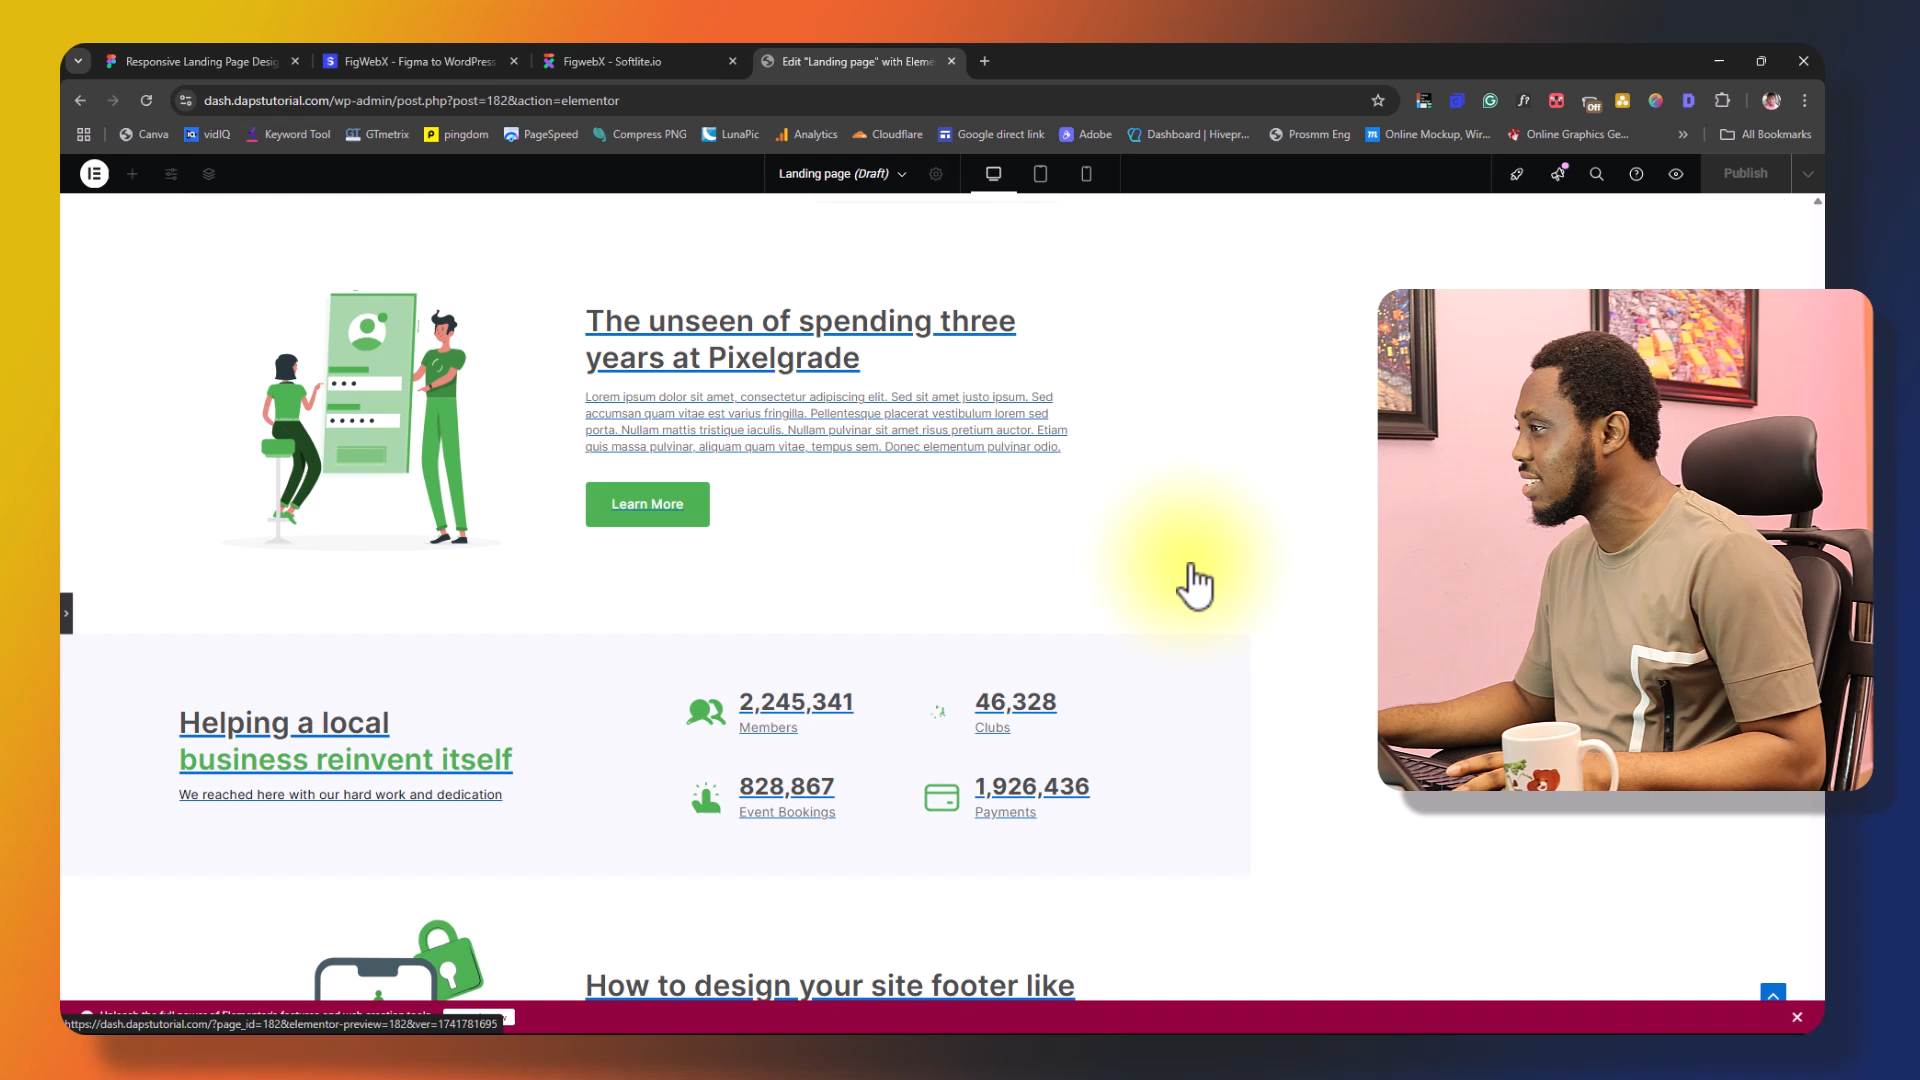 Responsive Landing Page Desig
FigWebX - Figma to WordPress
FigwebX - Softlite.io
Edit "Landing page" with Eleme
dash.dapstutorial.com/wp-admin/post.php?post=182&action=elementor
Off
Canva
vidIQ
Keyword Tool
GTmetrix
pingdom
PageSpeed
Compress PNG
LunaPic
Analytics
Cloudflare
Google direct link
Adobe
Dashboard | Hivepr...
Prosmm Eng
Online Mockup, Wir...
Online Graphics Ge...
All Bookmarks
Landing page (Draft)
Publish
The unseen of spending three
years at Pixelgrade
Lorem ipsum dolor sit amet, consectetur adipiscing elit. Sed sit amet justo ipsum. Sed
accumsan quam vitae est varius fringilla. Pellentesque placerat vestibulum lorem sed
porta. Nullam mattis tristique iaculis. Nullam pulvinar sit amet risus pretium auctor. Etiam
quis massa pulvinar, aliquam quam vitae, tempus sem. Donec elementum pulvinar odio.
Learn More
Helping a local
business reinvent itself
We reached here with our hard work and dedication
2,245,341
Members
46,328
Clubs
828,867
Event Bookings
1,926,436
Payments
How to design your site footer like
https://dash.dapstutorial.com/?page_id=182&elementor-preview=182&ver=1741781695